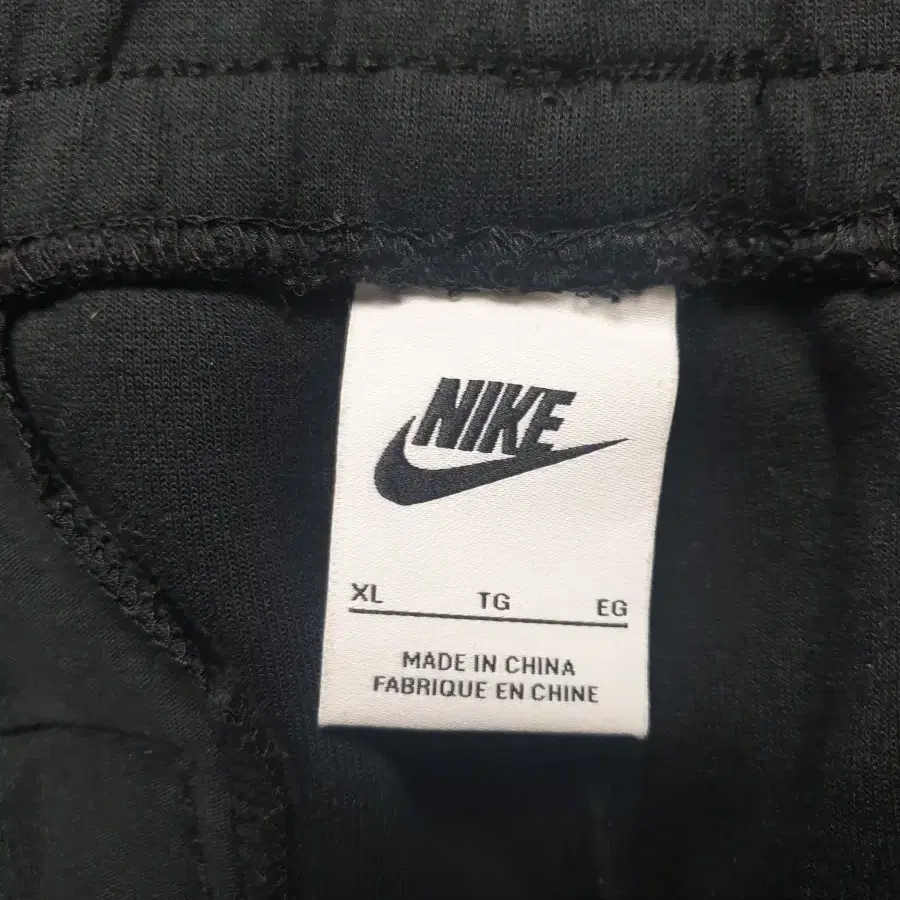 NIKE
XL TG EG
MADE IN CHINA
FABRIQUE EN CHINE